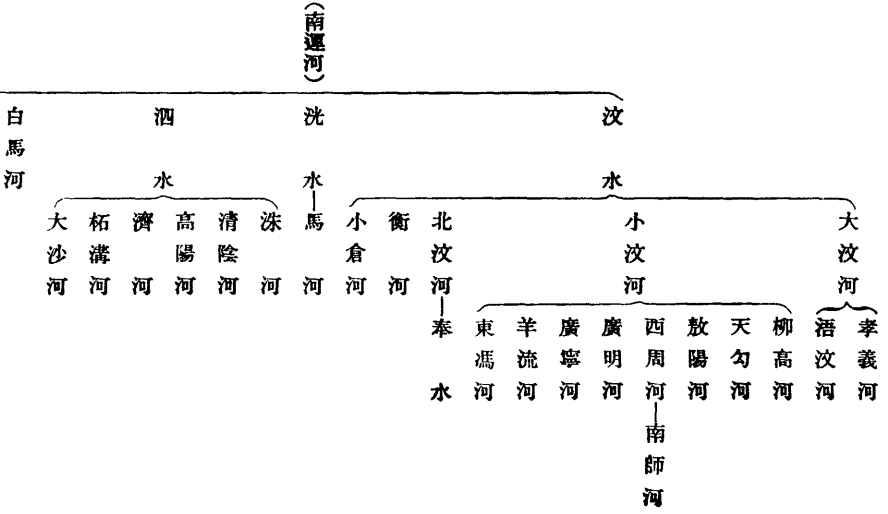 （南運河）
汶水
洸水
泗水
白馬河
大汶河
小汶河
北汶河
衡河
小倉河
馬河
洙河
清陰河
高陽河
濟河
柘溝河
大沙河
孝義河
浯汶河
柳高河
天勾河
敖陽河
西周河
廣明河
廣寧河
羊流河
東馮河
奉水
南師河